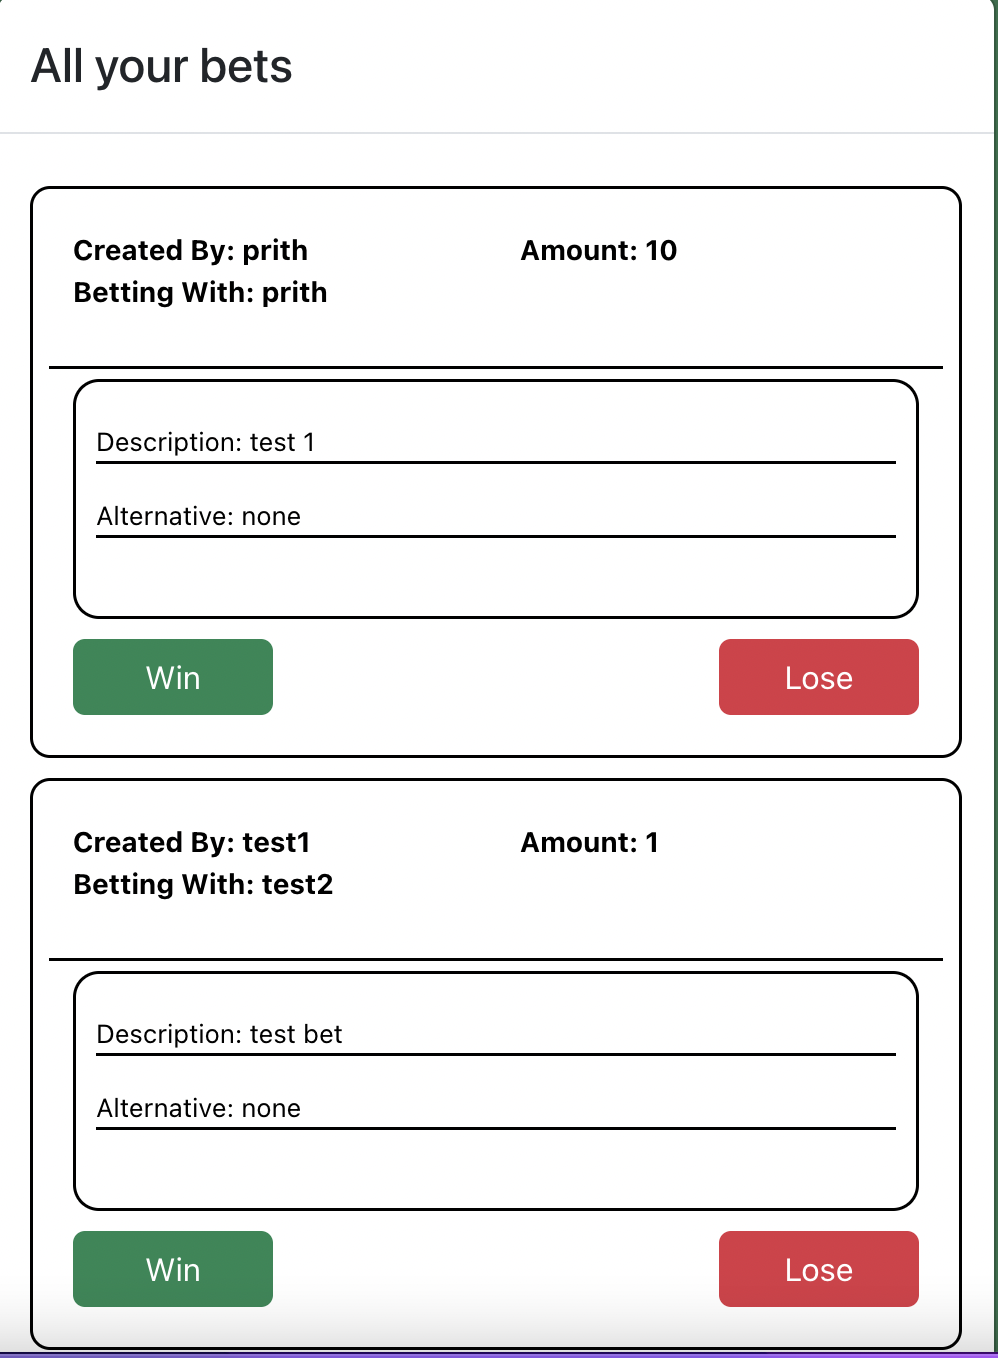 All your bets
Created By: prith
Amount: 10
Betting With: prith
Description: test 1
Alternative: none
Win
Lose
Created By: test1
Amount: 1
Betting With: test2
Description: test bet
Alternative: none
Win
Lose